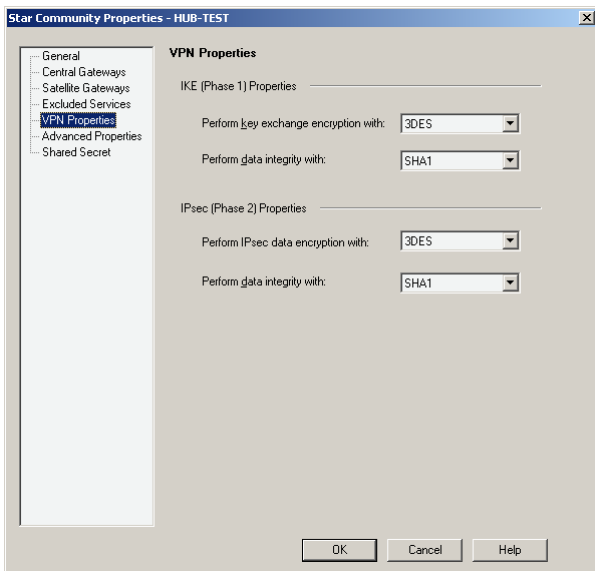 Star Community Properties - HUB-TEST
General
Central Gateways
Satellite Gateways
Excluded Services
VPN Properties
Advanced Properties
Shared Secret
VPN Properties
IKE (Phase 1) Properties
Perform key exchange encryption with: 3DES
Perform data integrity with: SHA1
IPsec (Phase 2) Properties
Perform IPsec data encryption with: 3DES
Perform data integrity with: SHA1
OK Cancel Help